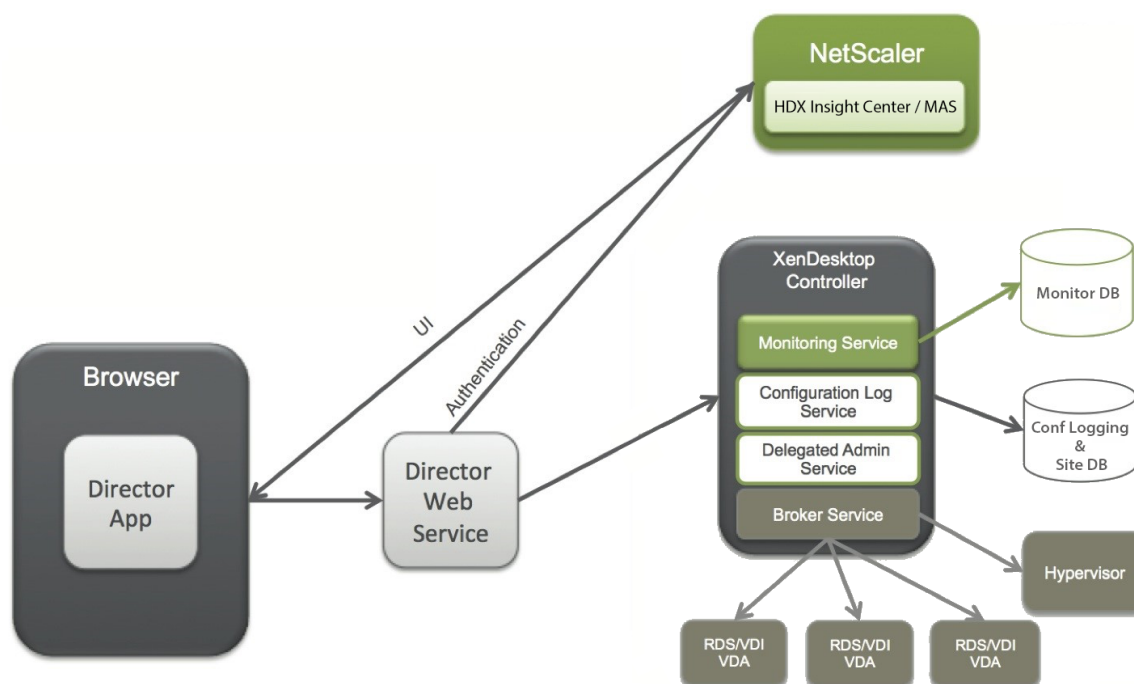 NetScaler
HDX Insight Center / MAS
XenDesktop
Controller
Monitoring Service
Configuration Log
Service
Delegated Admin
Service
Broker Service
Monitor DB
Conf Logging
&
Site DB
Hypervisor
UI
Authentication
Browser
Director
App
Director
Web
Service
RDS/VDI
VDA
RDS/VDI
VDA
RDS/VDI
VDA